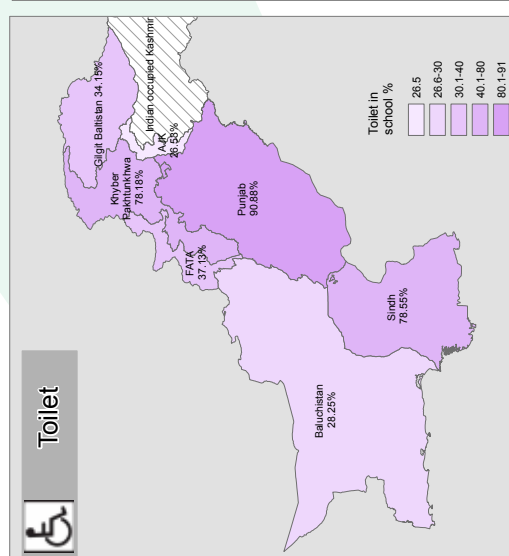 Toilet
Gilgit Baltistan 34.15%
Indian occupied Kashmir
Khyber
Pakhtunkhwa
78.18%
AJK
26.53%
FATA
37.13%
Punjab
90.88%
Baluchistan
28.25%
Sindh
78.55%
Toilet in
school %
26.5
26.6-30
30.1-40
40.1-80
80.1-91